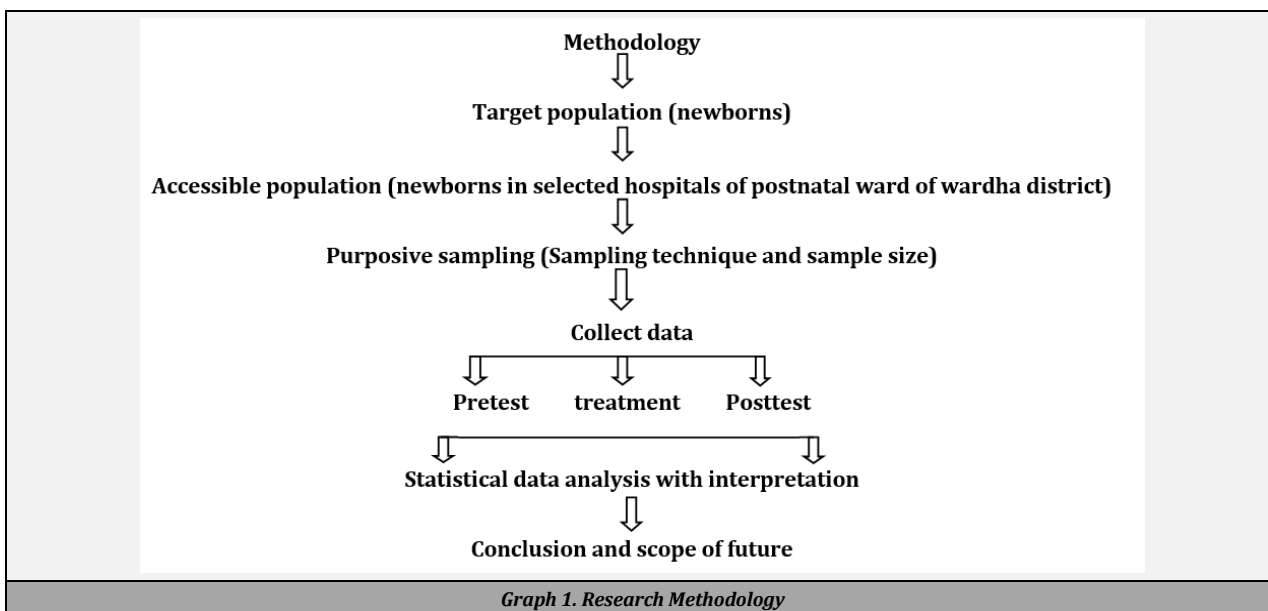 Methodology
Target population (newborns)
Accessible population (newborns in selected hospitals of postnatal ward of wardha district)
Purposive sampling (Sampling technique and sample size)
Collect data
Pretest treatment Posttest
Statistical data analysis with interpretation
Conclusion and scope of future
Graph 1. Research Methodology